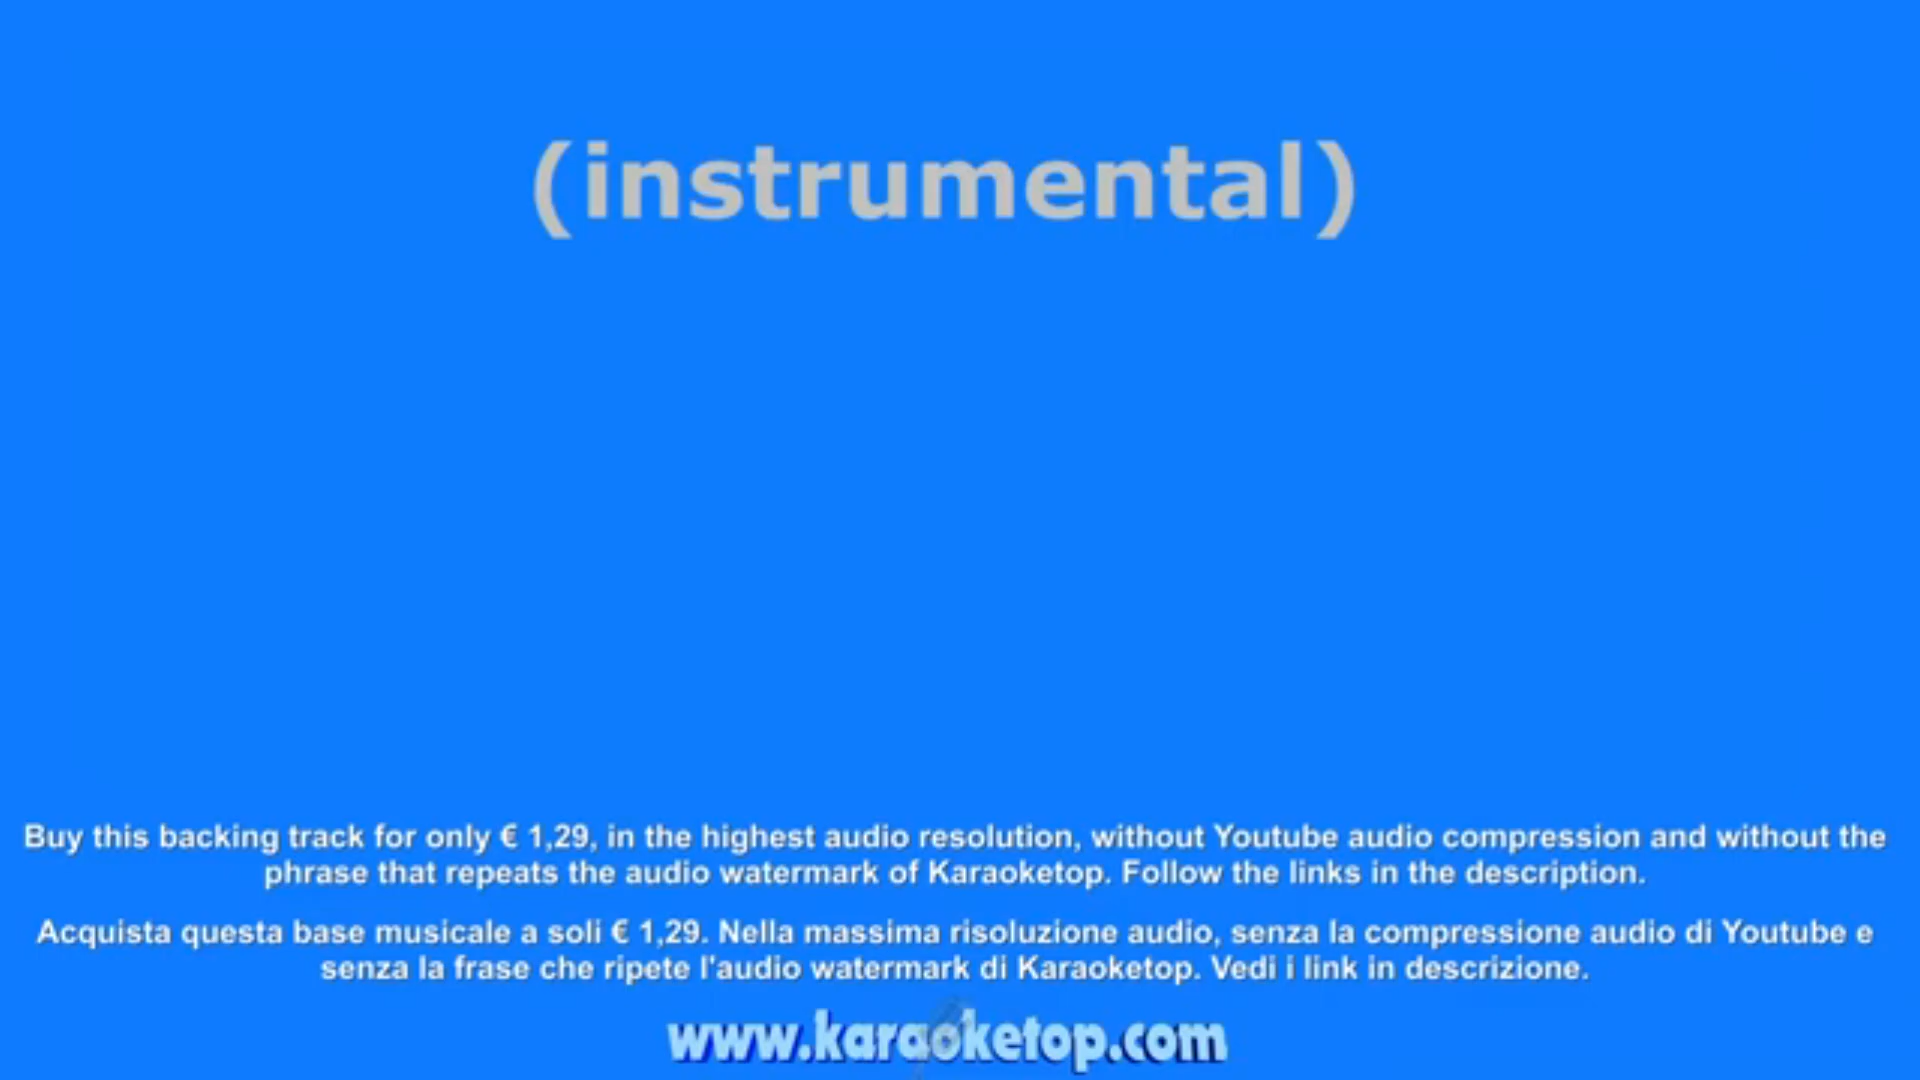 (instrumental)
Buy this backing track for only € 1,29, in the highest audio resolution, without Youtube audio compression and without the
phrase that repeats the audio watermark of Karaoketop. Follow the links in the description.
Acquista questa base musicale a soli € 1,29. Nella massima risoluzione audio, senza la compressione audio di Youtube e
senza la frase che ripete l'audio watermark di Karaoketop. Vedi i link in descrizione.
www.karaoketop.com